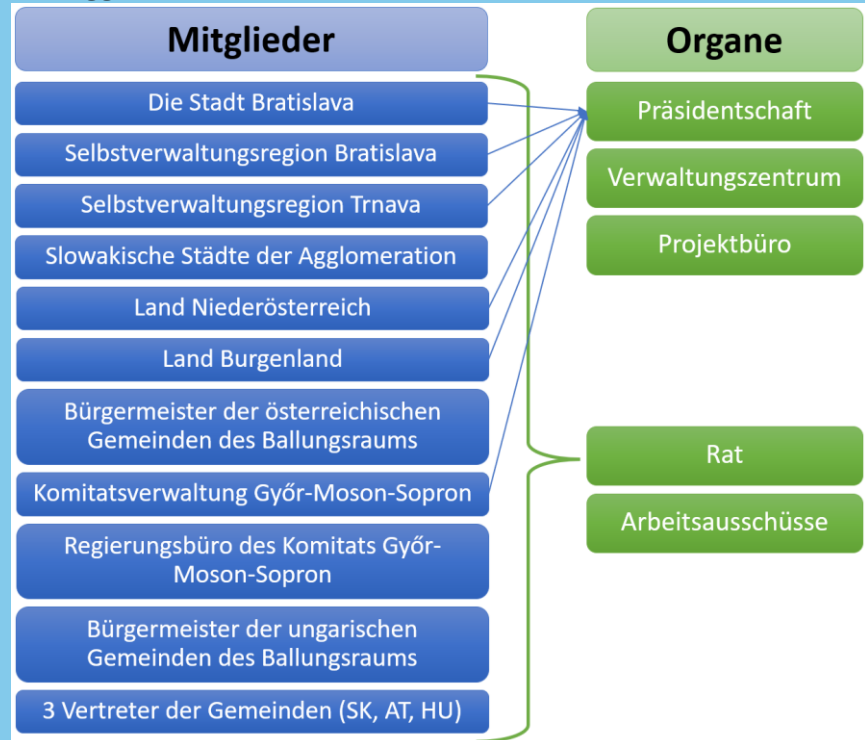 Mitglieder
Die Stadt Bratislava
Selbstverwaltungsregion Bratislava
Selbstverwaltungsregion Trnava
Slowakische Städte der Agglomeration
Land Niederösterreich
Land Burgenland
Bürgermeister der österreichischen
Gemeinden des Ballungsraums
Komitatsverwaltung Győr-Moson-Sopron
Regierungsbüro des Komitats Győr-
Moson-Sopron
Bürgermeister der ungarischen
Gemeinden des Ballungsraums
3 Vertreter der Gemeinden (SK, AT, HU)
Organe
Präsidentschaft
Verwaltungszentrum
Projektbüro
Rat
Arbeitsausschüsse